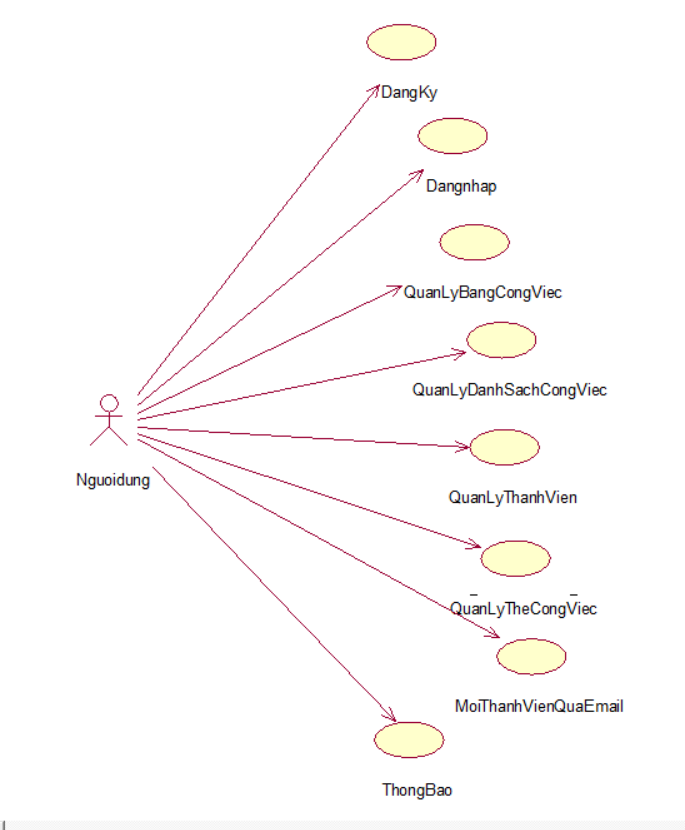 DangKy
Dangnhap
QuanLyBangCongViec
QuanLyDanhSachCongViec
Nguoidung
QuanLyThanhVien
QuanLyTheCongViec
MoiThanhVienQuaEmail
ThongBao